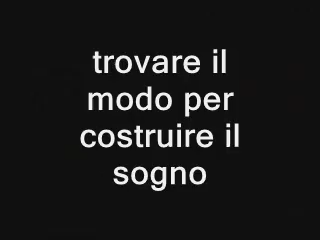 trovare il
modo per
costruire il
sogno